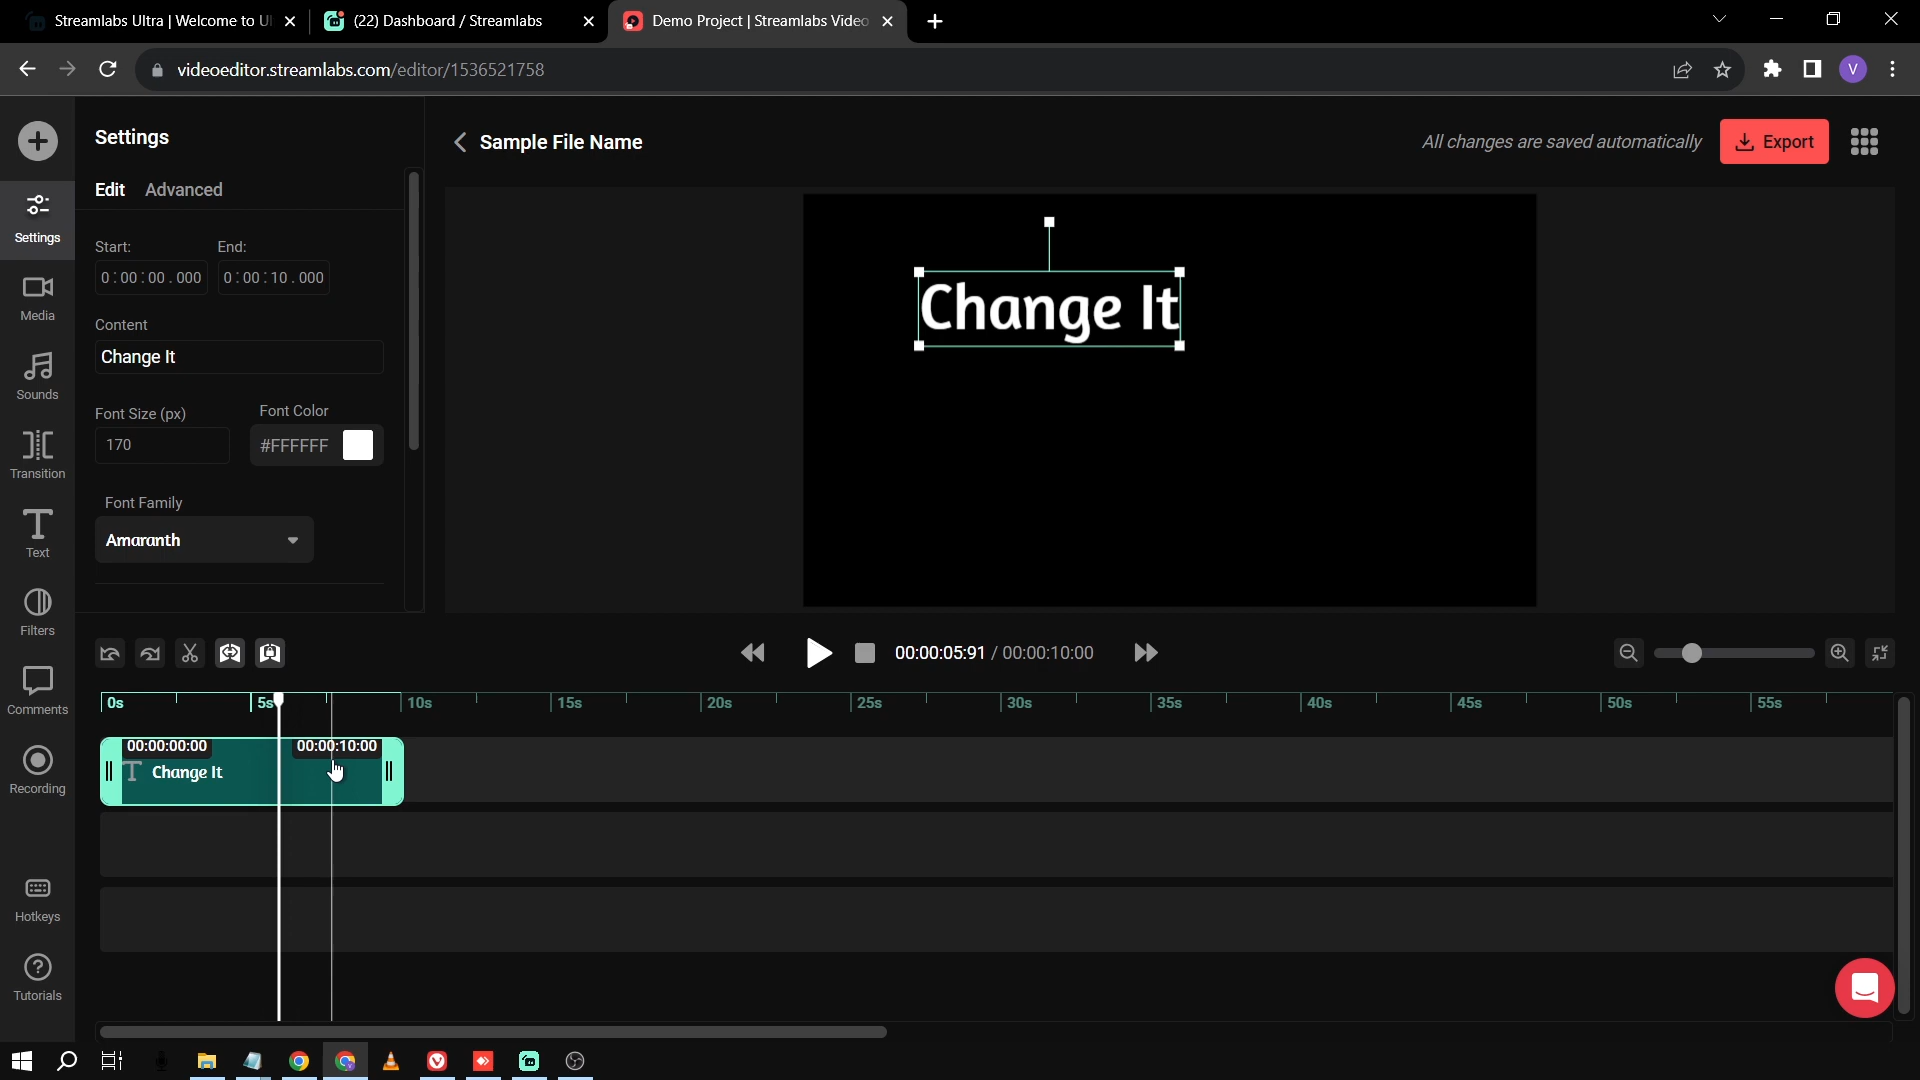 Streamlabs Ultra | Welcome to Ul
(22) Dashboard / Streamlabs
Demo Project | Streamlabs Video
videoeditor.streamlabs.com/editor/1536521758
V
Settings
Sample File Name
All changes are saved automatically
Export
Edit Advanced
Settings
Start: End:
0:00:00.000 0:00:10.000
Media
Content
Change It
Change It
Sounds
Font Size (px) Font Color
170 #FFFFFF
Transition
Font Family
Amaranth
Text
Filters
00:00:05:91 / 00:00:10:00
Comments
0s 5s 10s 15s 20s 25s 30s 35s 40s 45s 50s 55s
00:00:00:00 00:00:10:00
Change It
Recording
Hotkeys
Tutorials